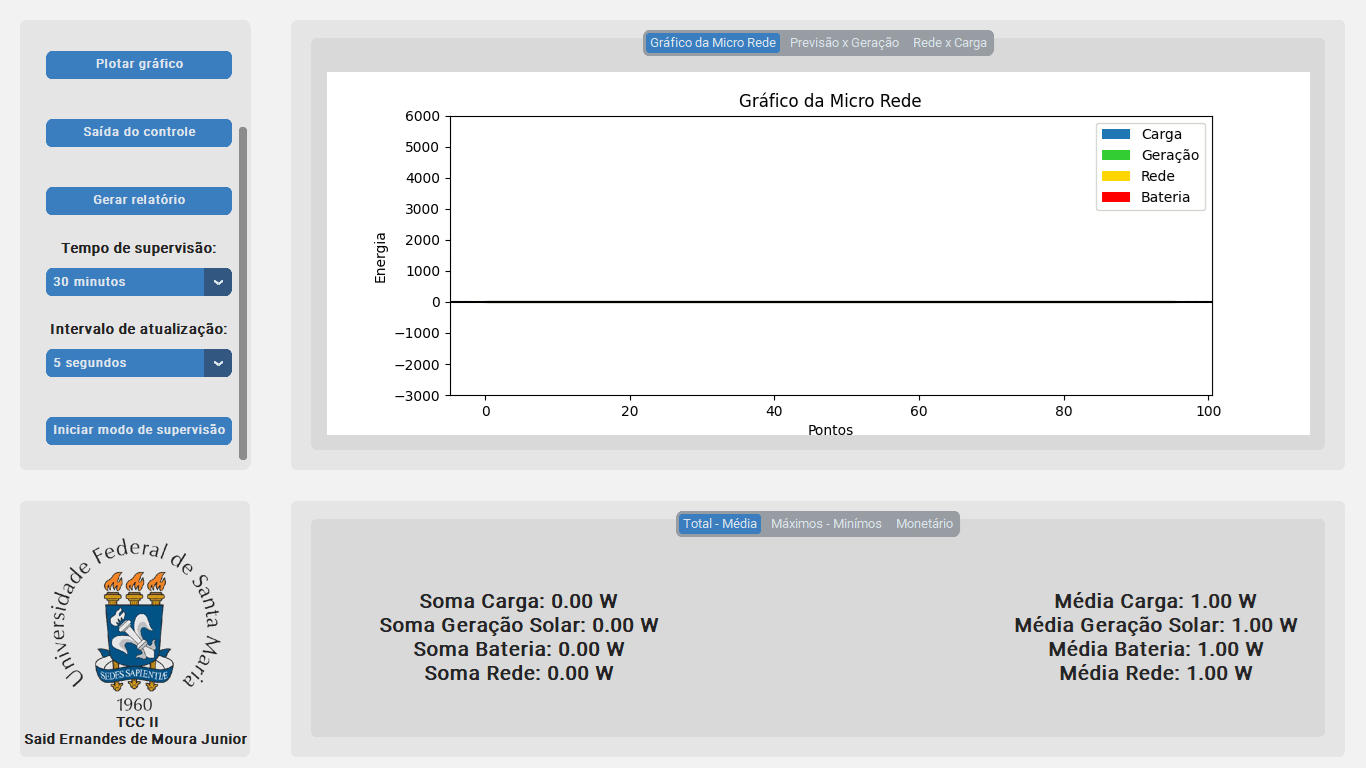 Plotar gráfico
Saída do controle
Gerar relatório
Tempo de supervisão:
30 minutos
Intervalo de atualização:
5 segundos
Iniciar modo de supervisão
Gráfico da Micro Rede Previsão x Geração Rede x Carga
Gráfico da Micro Rede
6000
5000
4000
3000
2000
1000
0
−1000
−2000
−3000
Energia
0 20 40 60 80 100
Pontos
Carga
Geração
Rede
Bateria
Universidade Federal de Santa Maria
SEDES SAPIENTIÆ
1960
TCC II
Said Ernandes de Moura Junior
Total - Média Máximos - Minímos Monetário
Soma Carga: 0.00 W
Soma Geração Solar: 0.00 W
Soma Bateria: 0.00 W
Soma Rede: 0.00 W
Média Carga: 1.00 W
Média Geração Solar: 1.00 W
Média Bateria: 1.00 W
Média Rede: 1.00 W